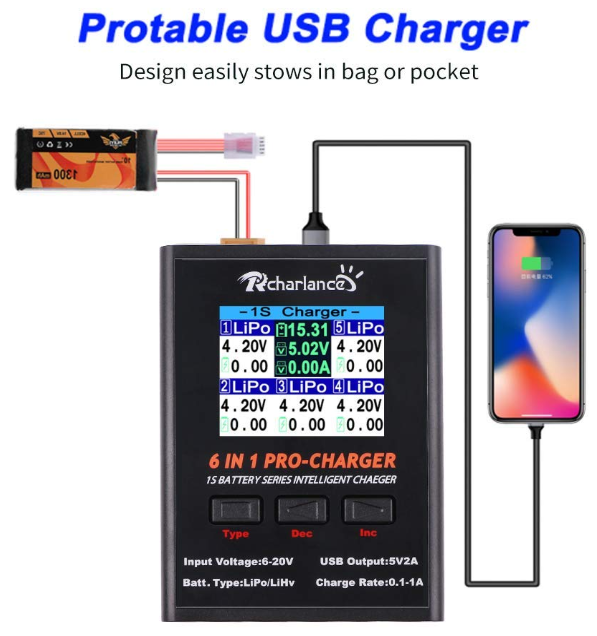 Protable USB Charger
Design easily stows in bag or pocket
1300
Rcharlance
-1S Charger-
1 LiPo 15.31 5 LiPo
4.20V 5.02V 4.20V
0.00 0.00A 0.00
2 LiPo 3 LiPo 4 LiPo
4.20V 4.20V 4.20V
0.00 0.00 0.00
6 IN 1 PRO-CHARGER
1S BATTERY SERIES INTELLIGENT CHAEGER
Type Dec Inc
Input Voltage:6-20V USB Output:5V2A
Batt. Type:LiPo/LiHv Charge Rate:0.1-1A